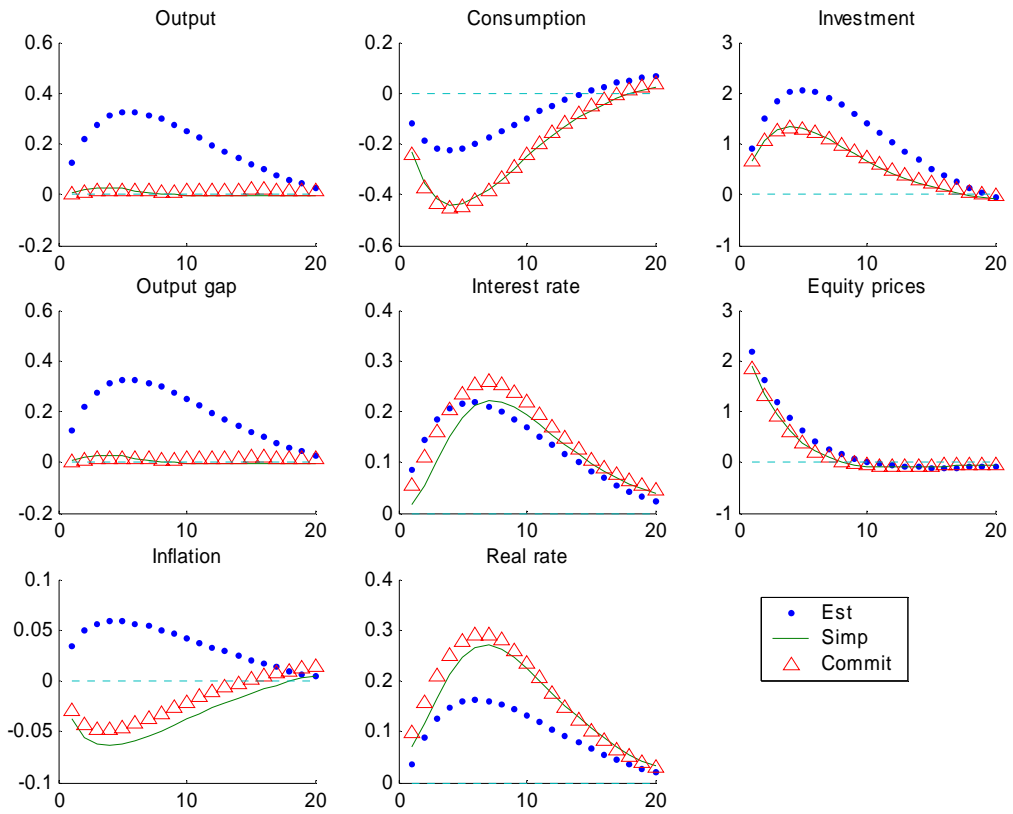 Output Consumption Investment
0.6 0.2 3
0.4 0 2
0.2 -0.2 1
0 -0.4 0
-0.2 -0.6 -1
0 10 20 0 10 20 0 10 20
Output gap Interest rate Equity prices
0.6 0.4 3
0.4 0.3 2
0.2 0.2 1
0 0.1 0
-0.2 0 -1
0 10 20 0 10 20 0 10 20
Inflation Real rate
0.1 0.4
0.05 0.3
0 0.2
-0.05 0.1
-0.1 0
0 10 20 0 10 20
Est
Simp
Commit